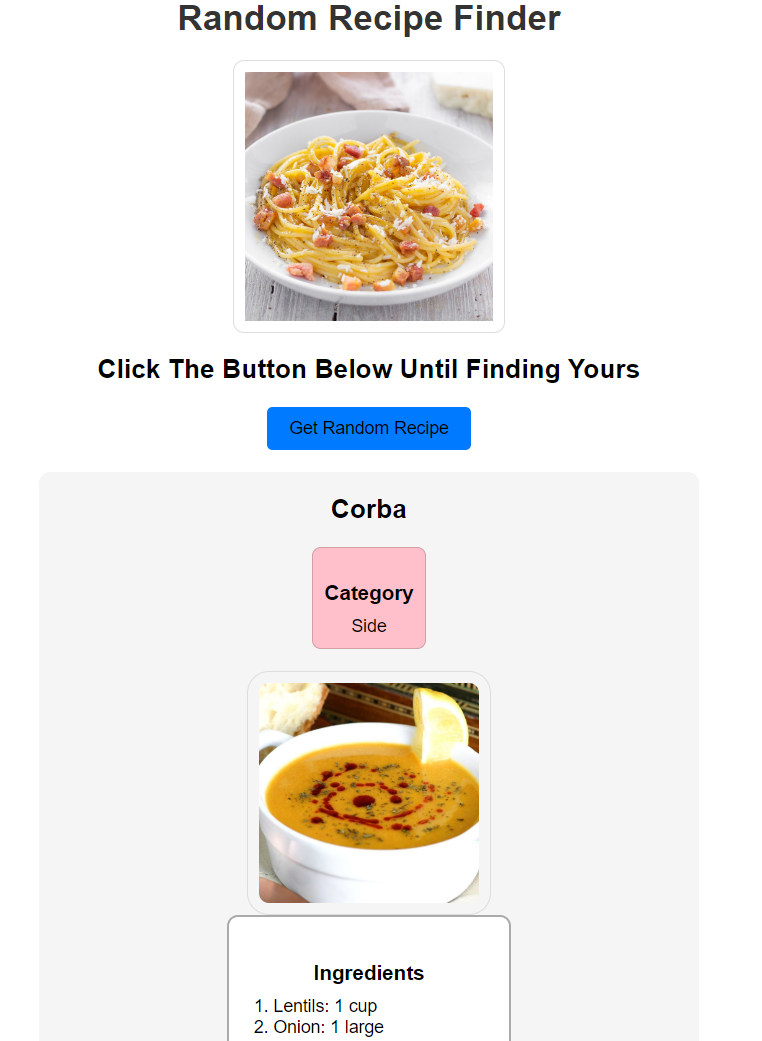 Random Recipe Finder
Click The Button Below Until Finding Yours
Get Random Recipe
Corba
Category
Side
Ingredients
1. Lentils: 1 cup
2. Onion: 1 large